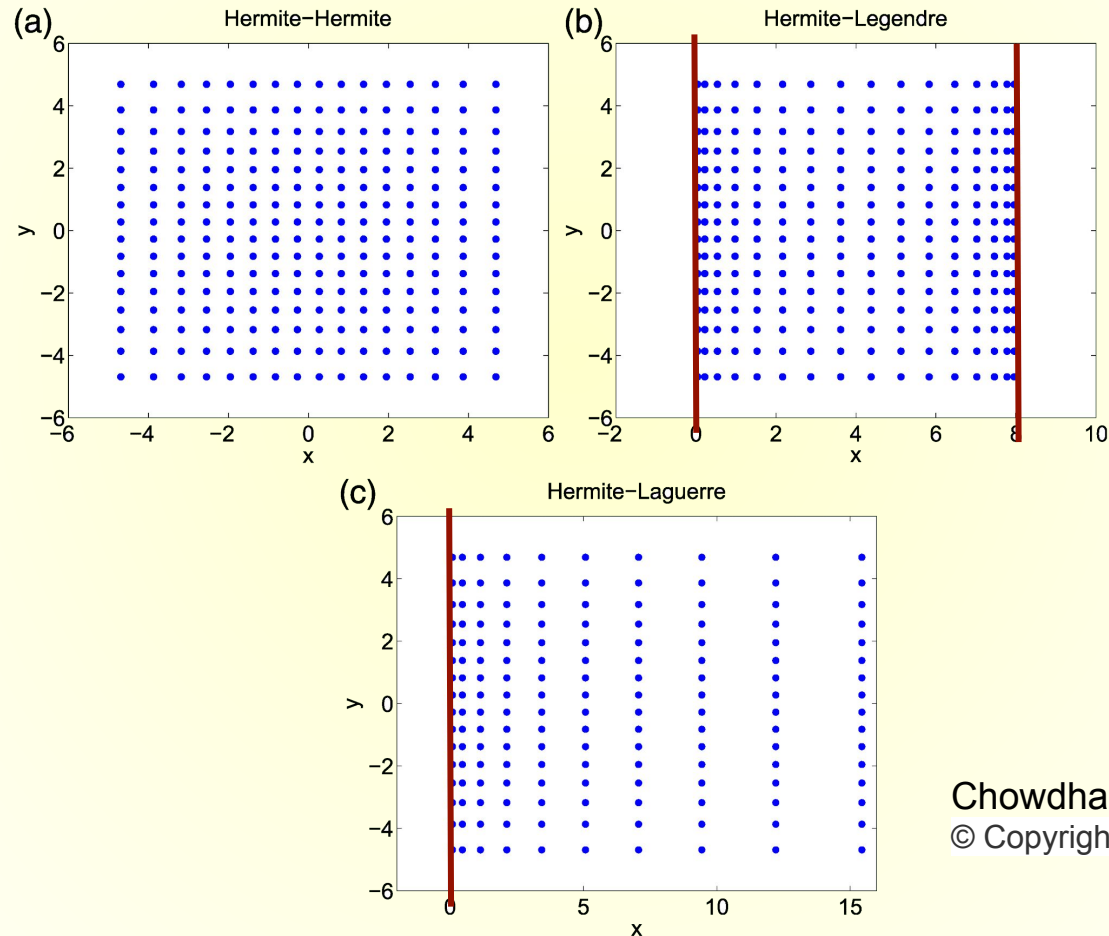 (a) Hermite−Hermite
6
4
2
0
−2
−4
−6
y
−6 −4 −2 0 2 4 6
x
(b) Hermite−Legendre
6
4
2
0
−2
−4
−6
y
−2 0 2 4 6 8 10
x
(c) Hermite−Laguerre
6
4
2
0
−2
−4
−6
y
0 5 10 15
x
Chowdha
© Copyrigh